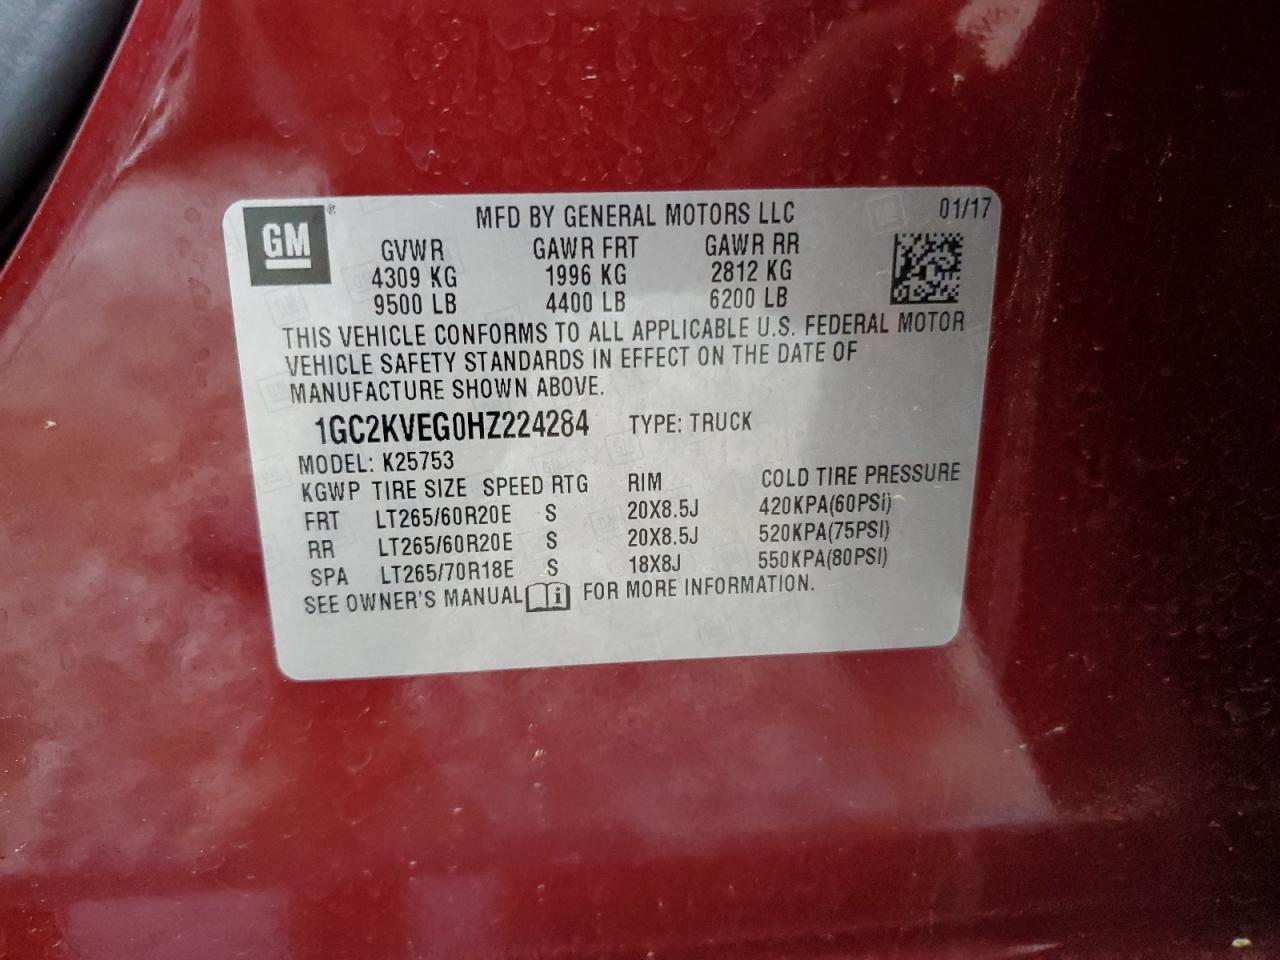 GM ®
MFD BY GENERAL MOTORS LLC 01/17
GVWR GAWR FRT GAWR RR
4309 KG 1996 KG 2812 KG
9500 LB 4400 LB 6200 LB
THIS VEHICLE CONFORMS TO ALL APPLICABLE U.S. FEDERAL MOTOR
VEHICLE SAFETY STANDARDS IN EFFECT ON THE DATE OF
MANUFACTURE SHOWN ABOVE.
1GC2KVEG0HZ224284 TYPE: TRUCK
MODEL: K25753
KGWP TIRE SIZE SPEED RTG RIM COLD TIRE PRESSURE
FRT LT265/60R20E S 20X8.5J 420KPA(60PSI)
RR LT265/60R20E S 20X8.5J 520KPA(75PSI)
SPA LT265/70R18E S 18X8J 550KPA(80PSI)
SEE OWNER'S MANUAL i FOR MORE INFORMATION.